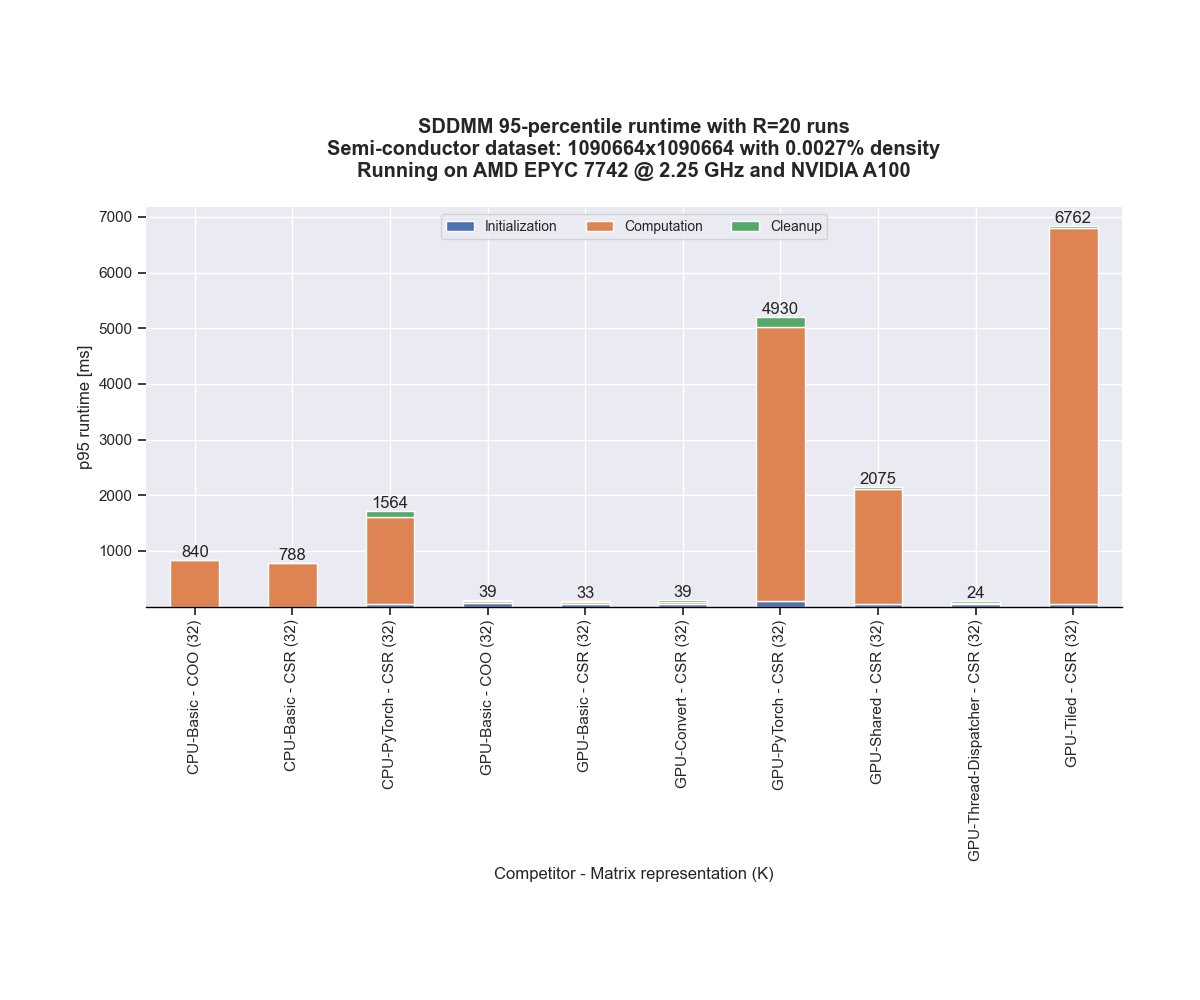 SDDMM 95-percentile runtime with R=20 runs
Semi-conductor dataset: 1090664x1090664 with 0.0027% density
Running on AMD EPYC 7742 @ 2.25 GHz and NVIDIA A100
Initialization Computation Cleanup
p95 runtime [ms]
7000
6000
5000
4000
3000
2000
1000
840
788
1564
39
33
39
4930
2075
24
6762
CPU-Basic - COO (32)
CPU-Basic - CSR (32)
CPU-PyTorch - CSR (32)
GPU-Basic - COO (32)
GPU-Basic - CSR (32)
GPU-Convert - CSR (32)
GPU-PyTorch - CSR (32)
GPU-Shared - CSR (32)
GPU-Thread-Dispatcher - CSR (32)
GPU-Tiled - CSR (32)
Competitor - Matrix representation (K)